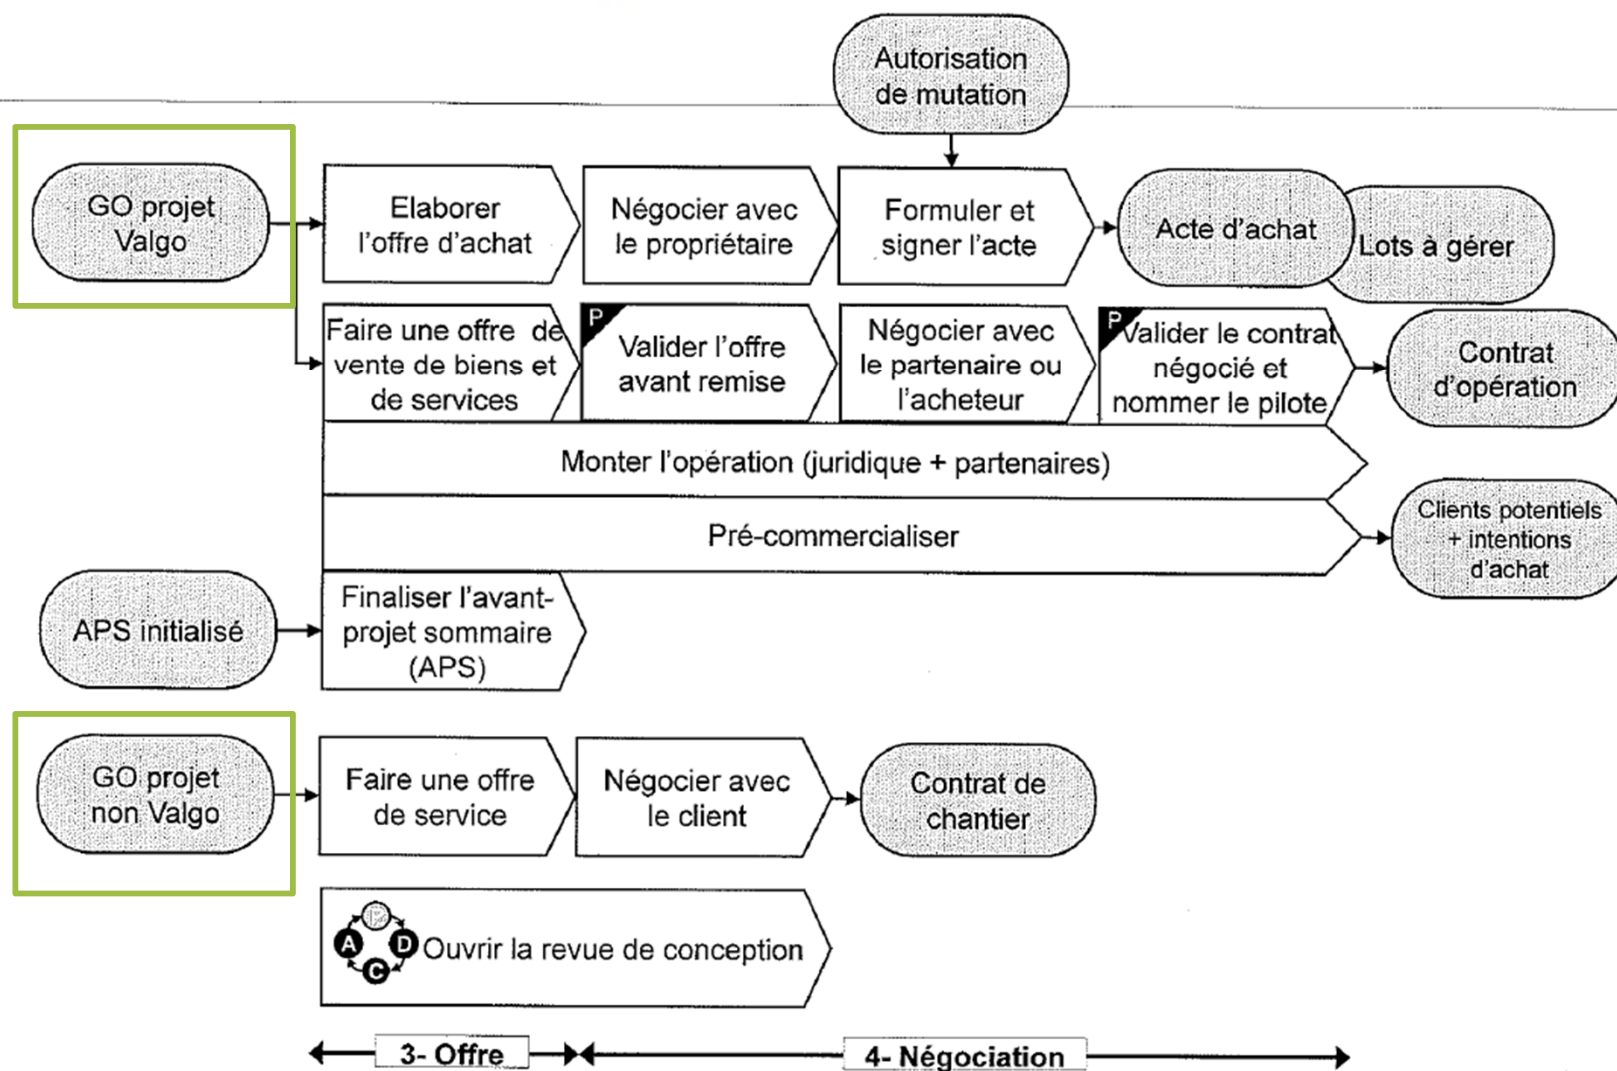 Autorisation
de mutation
GO projet
Valgo
Elaborer
l'offre d'achat
Négocier avec
le propriétaire
Formuler et
signer l'acte
Acte d'achat
Lots à gérer
Faire une offre de
vente de biens et
de services
P
Valider l'offre
avant remise
Négocier avec
le partenaire ou
l'acheteur
P
Valider le contrat
négocié et
nommer le pilote
Contrat
d'opération
Monter l'opération (juridique + partenaires)
Pré-commercialiser
Clients potentiels
+ intentions
d'achat
APS initialisé
Finaliser l'avant-
projet sommaire
(APS)
GO projet
non Valgo
Faire une offre
de service
Négocier avec
le client
Contrat de
chantier
A
D
C
Ouvrir la revue de conception
3- Offre
4- Négociation